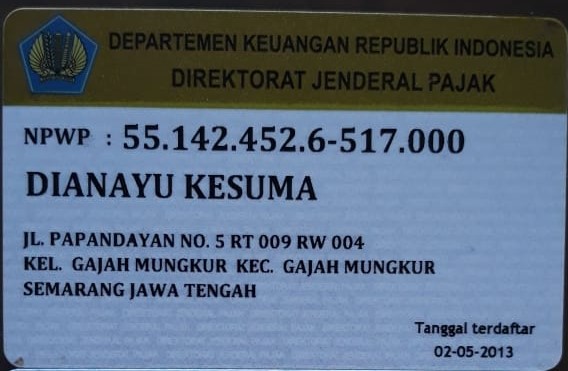 DEPARTEMEN KEUANGAN REPUBLIK INDONESIA
DIREKTORAT JENDERAL PAJAK
NPWP : 55.142.452.6-517.000
DIANAYU KESUMA
JL. PAPANDAYAN NO. 5 RT 009 RW 004
KEL. GAJAH MUNGKUR KEC. GAJAH MUNGKUR
SEMARANG JAWA TENGAH
Tanggal terdaftar
02-05-2013